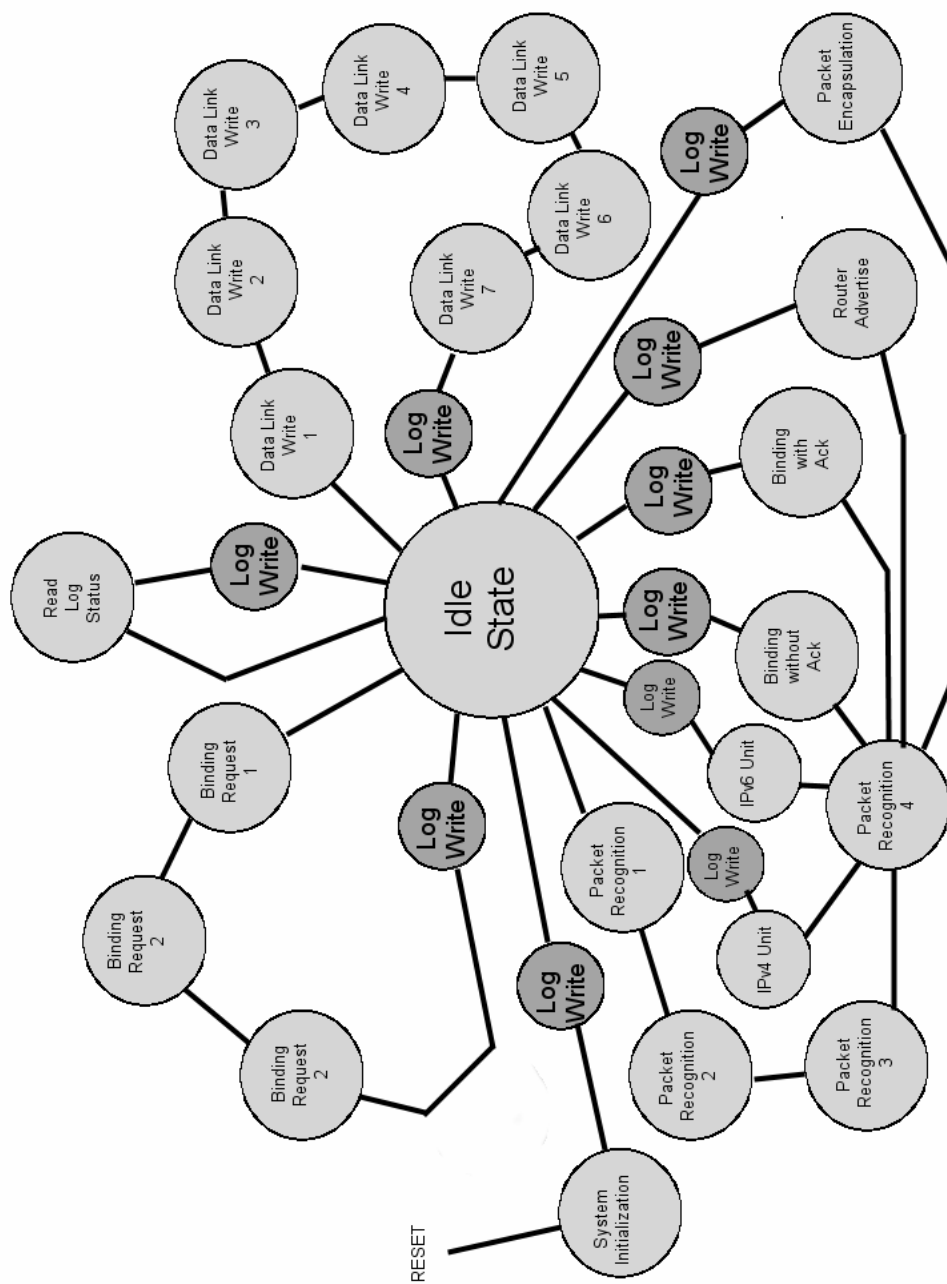 Read
Log
Status
Log
Write
Data Link
Write
1
Data Link
Write
2
Data Link
Write
3
Data Link
Write
4
Data Link
Write
5
Data Link
Write
6
Data Link
Write
7
Log
Write
Binding
Request
1
Binding
Request
2
Binding
Request
2
Log
Write
Idle
State
RESET
System
Initialization
Log
Write
Packet
Recognition
1
Packet
Recognition
2
Packet
Recognition
3
Packet
Recognition
4
IPv4 Unit
Log
Write
IPv6 Unit
Log
Write
Binding
without
Ack
Log
Write
Binding
with
Ack
Log
Write
Router
Advertise
Log
Write
Packet
Encapsulation
Log
Write